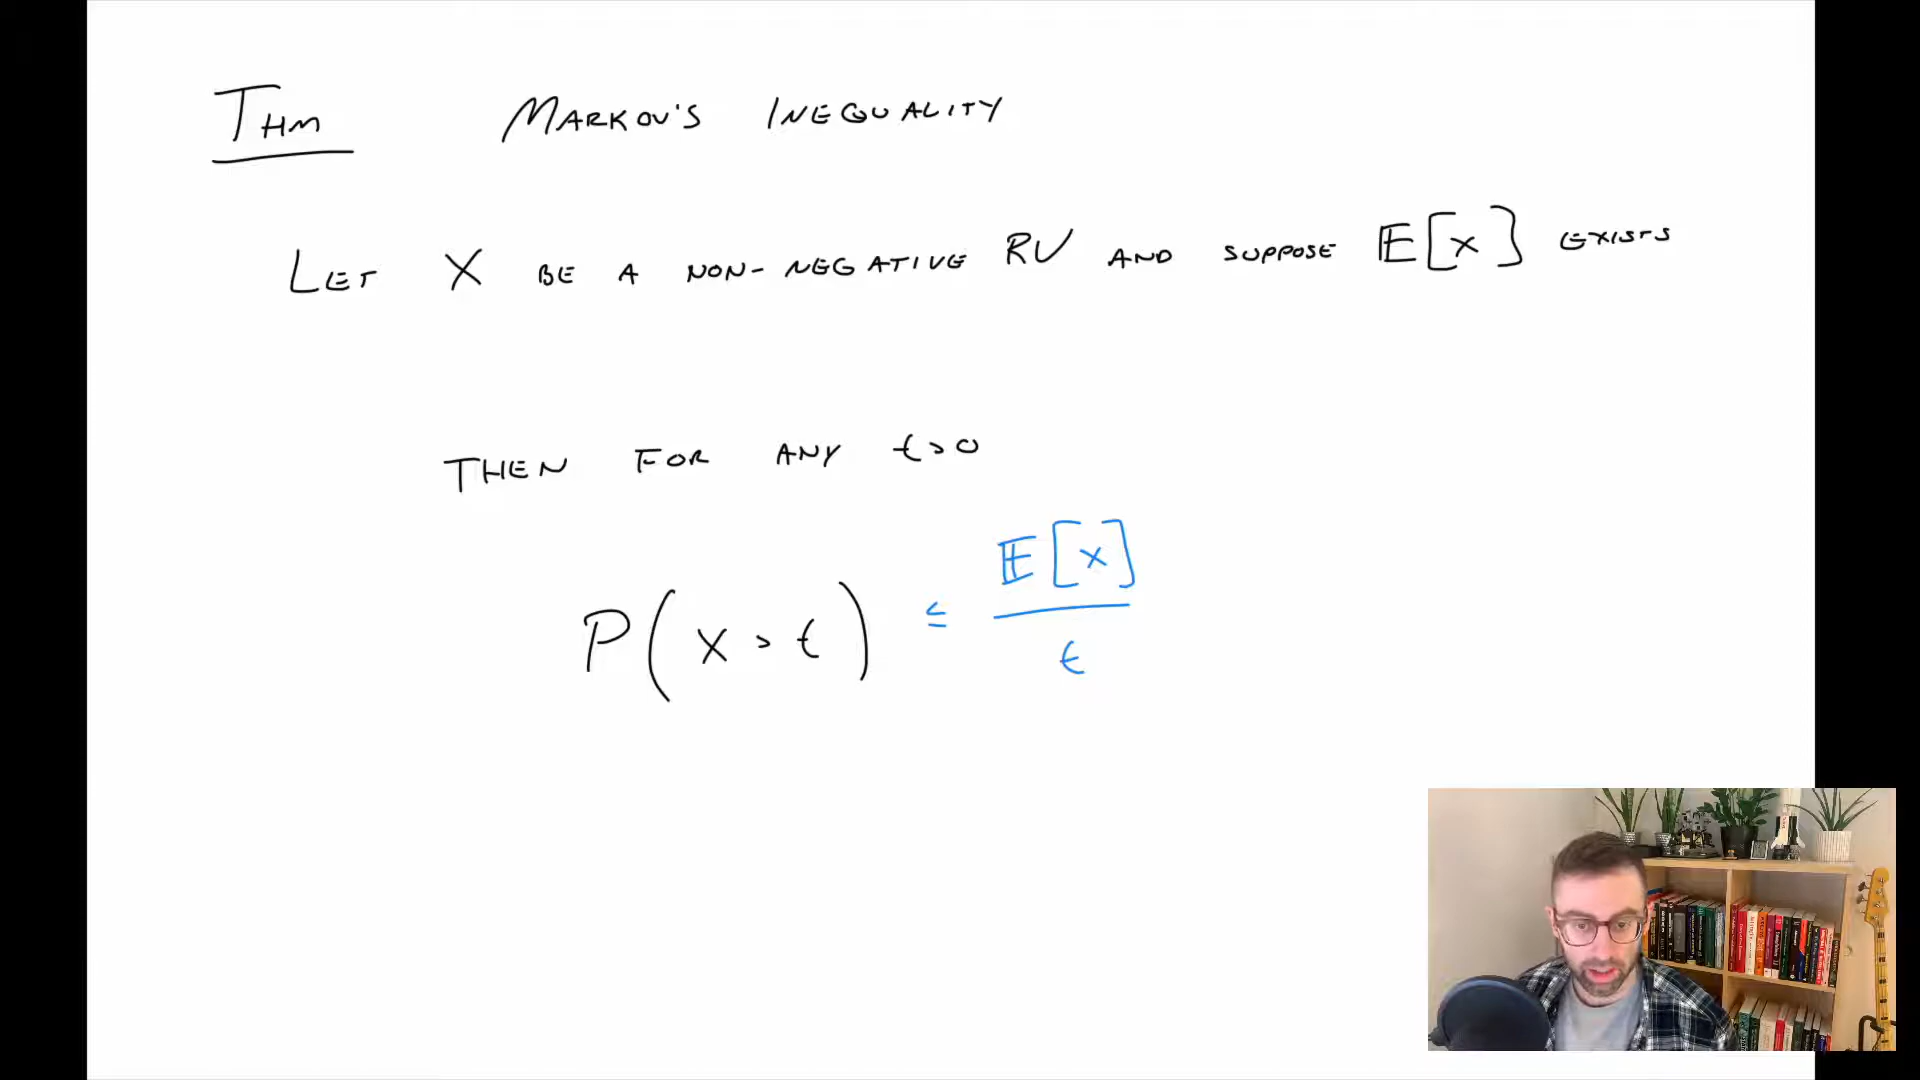 THM MARKOV'S INEQUALITY
LET X BE A NON-NEGATIVE RV AND SUPPOSE 𝔼[X] EXISTS
THEN FOR ANY t>0
P(X>t) ≤ 𝔼[X]/t